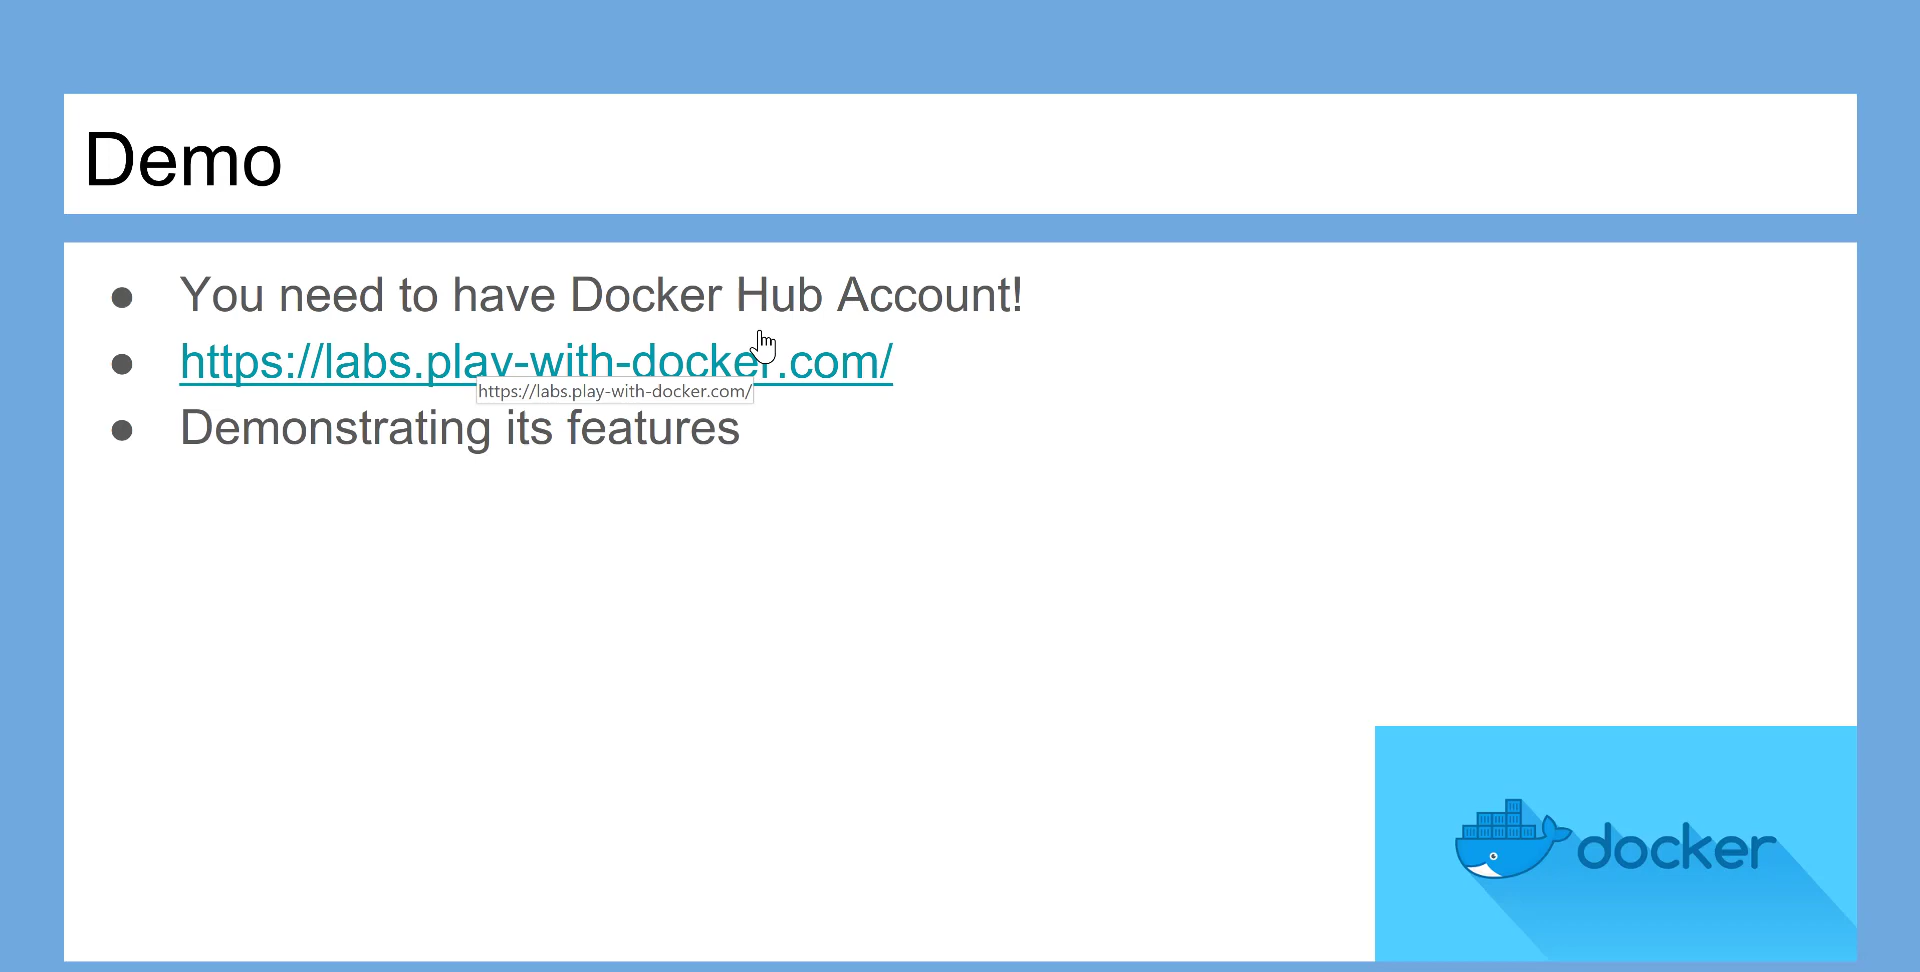 Demo
● You need to have Docker Hub Account!
● https://labs.play-with-docker.com/
https://labs.play-with-docker.com/
● Demonstrating its features
docker